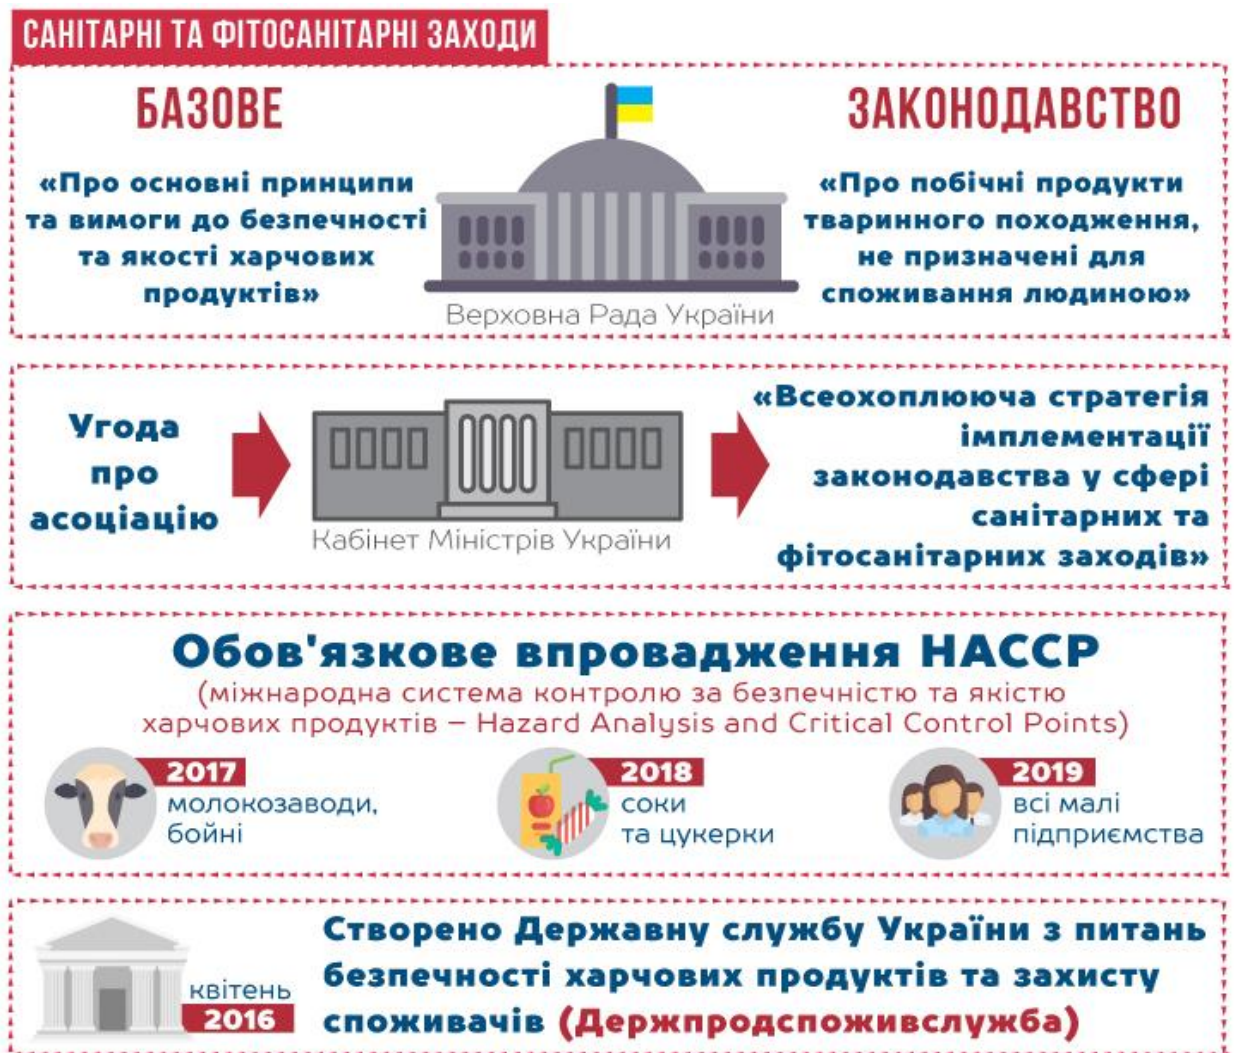 САНІТАРНІ ТА ФІТОСАНІТАРНІ ЗАХОДИ
БАЗОВЕ
«Про основні принципи
та вимоги до безпечності
та якості харчових
продуктів»
Верховна Рада України
ЗАКОНОДАВСТВО
«Про побічні продукти
тваринного походження,
не призначені для
споживання людиною»
Угода
про
асоціацію
Кабінет Міністрів України
«Всеохоплююча стратегія
імплементації
законодавства у сфері
санітарних та
фітосанітарних заходів»
Обов'язкове впровадження НАССР
(міжнародна система контролю за безпечністю та якістю
харчових продуктів – Hazard Analysis and Critical Control Points)
2017
молокозаводи,
бойні
2018
соки
та цукерки
2019
всі малі
підприємства
квітень
2016
Створено Державну службу України з питань
безпечності харчових продуктів та захисту
споживачів (Держпродспоживслужба)